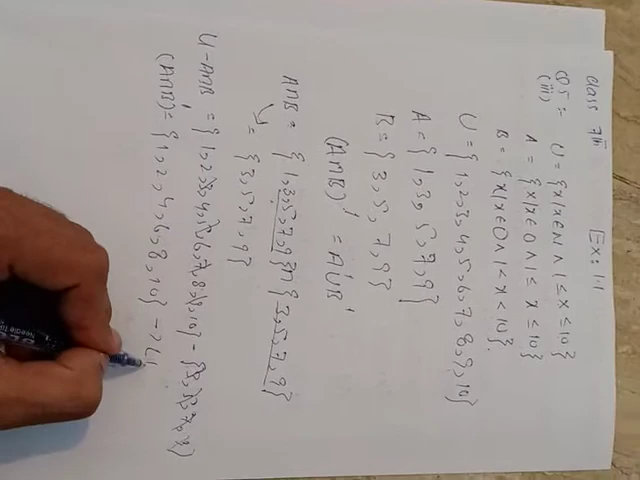 class 7th Ex: 1.1
Q5:- U = {x|x∈N ∧ 1≤x≤10}
(iii) A = {x|x∈O ∧ 1≤x≤10}
B = {x|x∈O ∧ 1<x<10}.
U = {1,2,3,4,5,6,7,8,9,10}
A = {1,3,5,7,9}
B = {3,5,7,9}
(A∩B)' = A'∪B'
A∩B = {1,3,5,7,9} ∩ {3,5,7,9}
= {3,5,7,9}
U-A∩B = {1,2,3,4,5,6,7,8,9,10} - {3,5,7,9}
(A∩B)' = {1,2,4,6,8,10} →